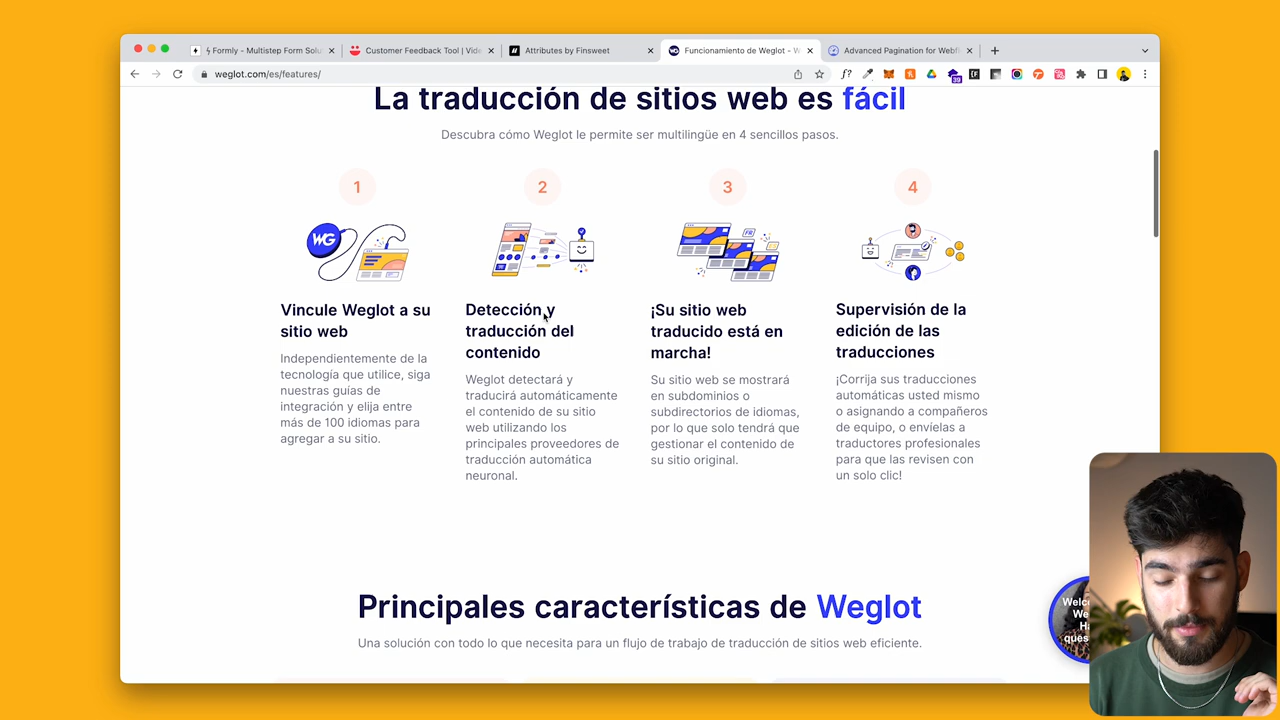 Formly - Multistep Form Solu
Customer Feedback Tool | Vide
Attributes by Finsweet
Funcionamiento de Weglot - W
Advanced Pagination for Webfl
weglot.com/es/features/
La traducción de sitios web es fácil
Descubra cómo Weglot le permite ser multilingüe en 4 sencillos pasos.
1
2
3
4
WG
FR
Vincule Weglot a su
sitio web
Independientemente de la
tecnología que utilice, siga
nuestras guías de
integración y elija entre
más de 100 idiomas para
agregar a su sitio.
Detección y
traducción del
contenido
Weglot detectará y
traducirá automáticamente
el contenido de su sitio
web utilizando los
principales proveedores de
traducción automática
neuronal.
¡Su sitio web
traducido está en
marcha!
Su sitio web se mostrará
en subdominios o
subdirectorios de idiomas,
por lo que solo tendrá que
gestionar el contenido de
su sitio original.
Supervisión de la
edición de las
traducciones
¡Corrija sus traducciones
automáticas usted mismo
o asignando a compañeros
de equipo, o envíelas a
traductores profesionales
para que las revisen con
un solo clic!
Principales características de Weglot
Una solución con todo lo que necesita para un flujo de trabajo de traducción de sitios web eficiente.
Welc
We
Ha
ques